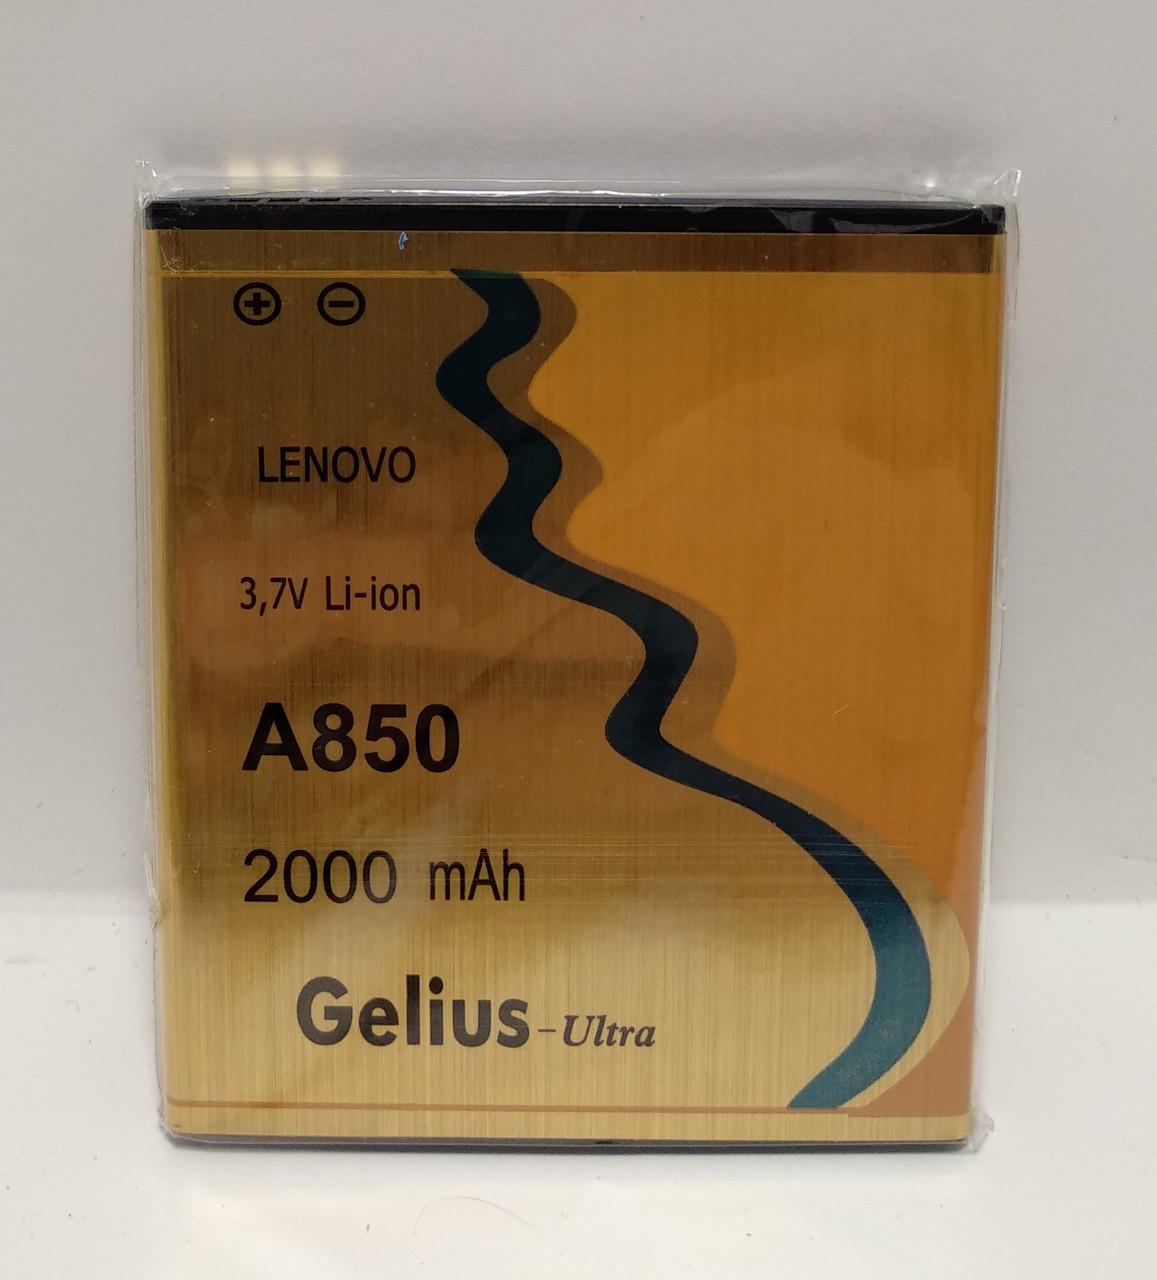 + -
LENOVO
3,7V Li-ion
A850
2000 mAh
Gelius-Ultra